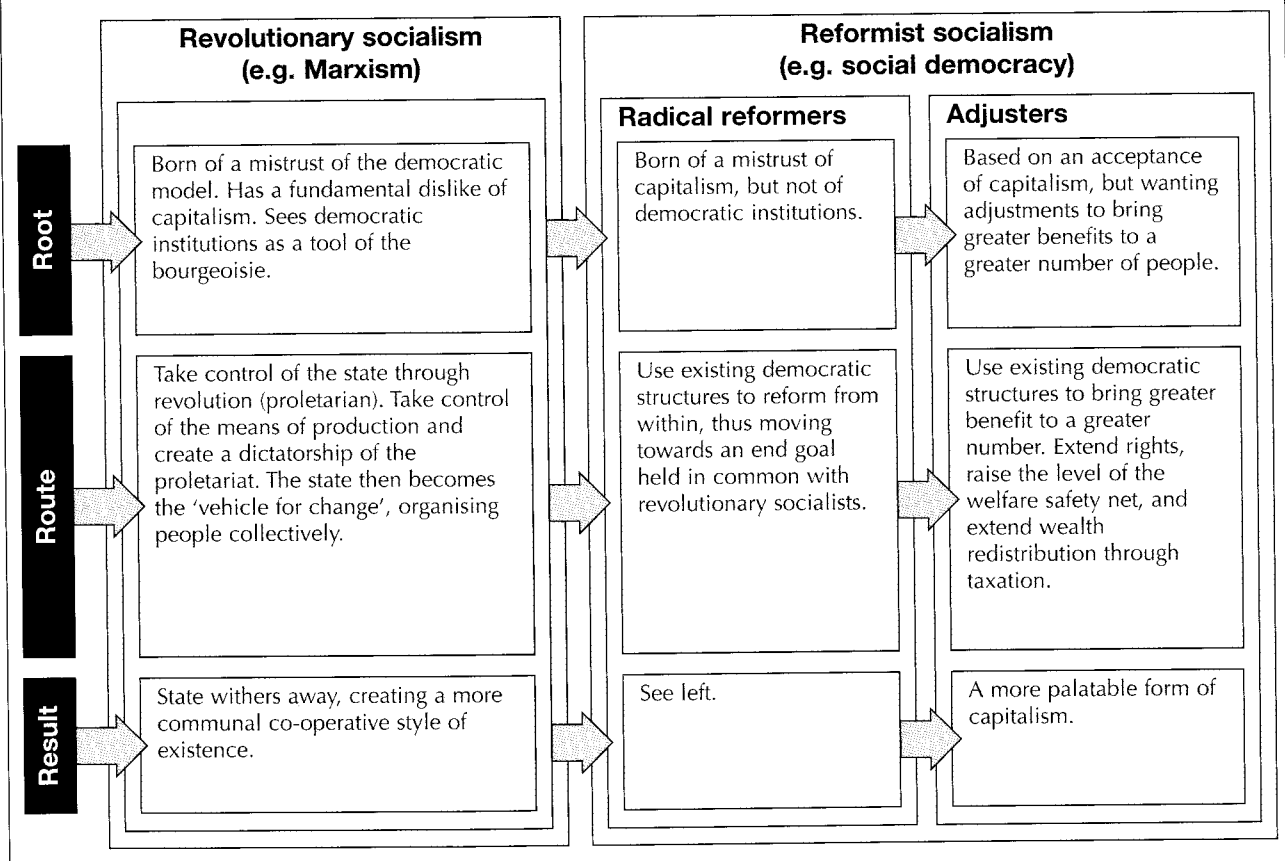 Revolutionary socialism
(e.g. Marxism)
Reformist socialism
(e.g. social democracy)
Radical reformers
Adjusters
Root
Born of a mistrust of the democratic
model. Has a fundamental dislike of
capitalism. Sees democratic
institutions as a tool of the
bourgeoisie.
Born of a mistrust of
capitalism, but not of
democratic institutions.
Based on an acceptance
of capitalism, but wanting
adjustments to bring
greater benefits to a
greater number of people.
Route
Take control of the state through
revolution (proletarian). Take control
of the means of production and
create a dictatorship of the
proletariat. The state then becomes
the ‘vehicle for change’, organising
people collectively.
Use existing democratic
structures to reform from
within, thus moving
towards an end goal
held in common with
revolutionary socialists.
Use existing democratic
structures to bring greater
benefit to a greater
number. Extend rights,
raise the level of the
welfare safety net, and
extend wealth
redistribution through
taxation.
Result
State withers away, creating a more
communal co-operative style of
existence.
See left.
A more palatable form of
capitalism.